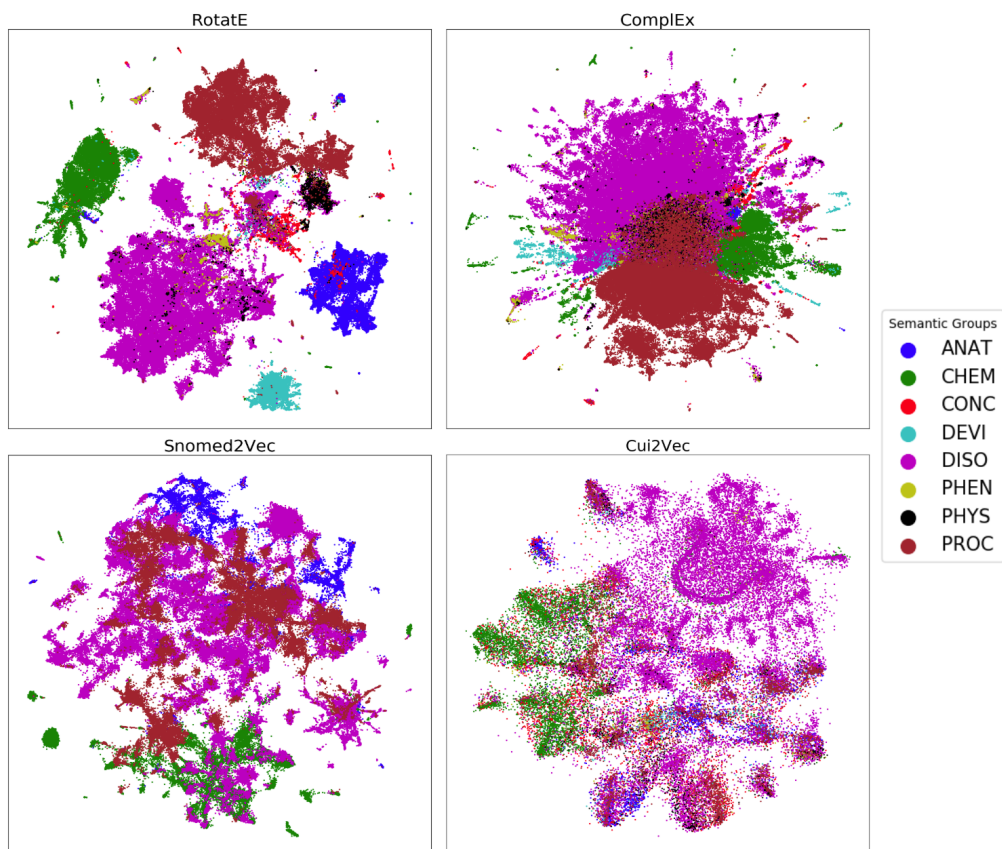 RotatE
ComplEx
Snomed2Vec
Cui2Vec
Semantic Groups
ANAT
CHEM
CONC
DEVI
DISO
PHEN
PHYS
PROC